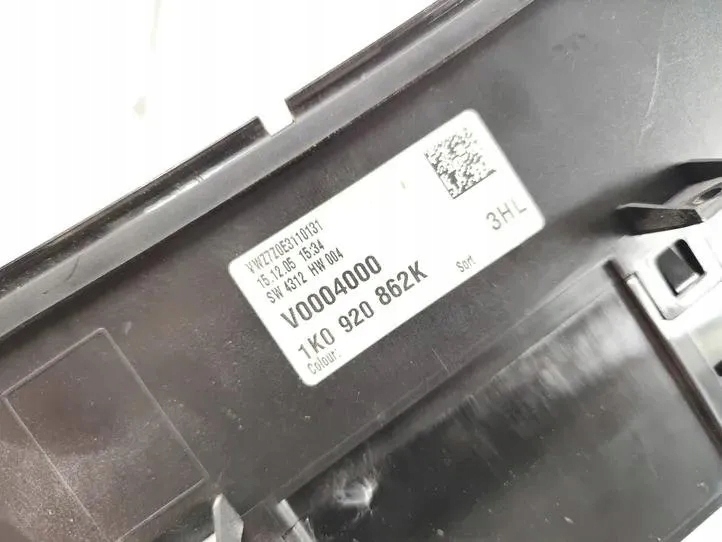 VWZ7Z0E3110131
15.12.05 15:34
SW 4312 HW 004
V0004000
1K0 920 862K
Colour: Sort 3HL